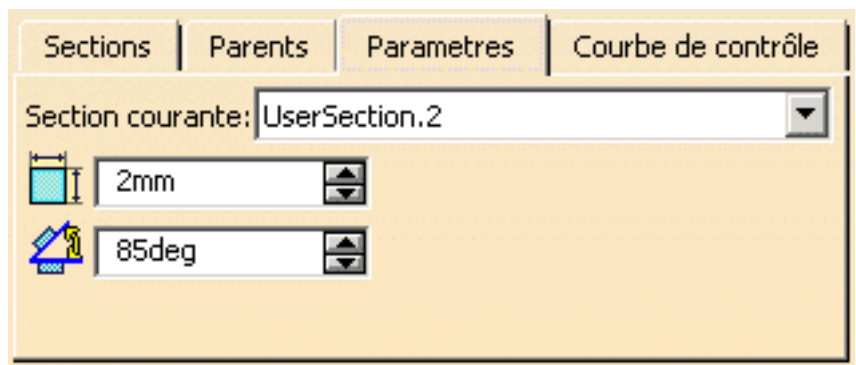 Sections Parents Parametres Courbe de contrôle
Section courante: UserSection.2
2mm
85deg